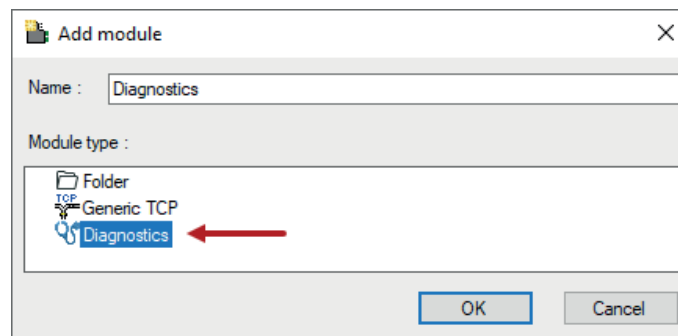 Add module
Name : Diagnostics
Module type :
Folder
TCP
Generic TCP
Diagnostics
OK Cancel